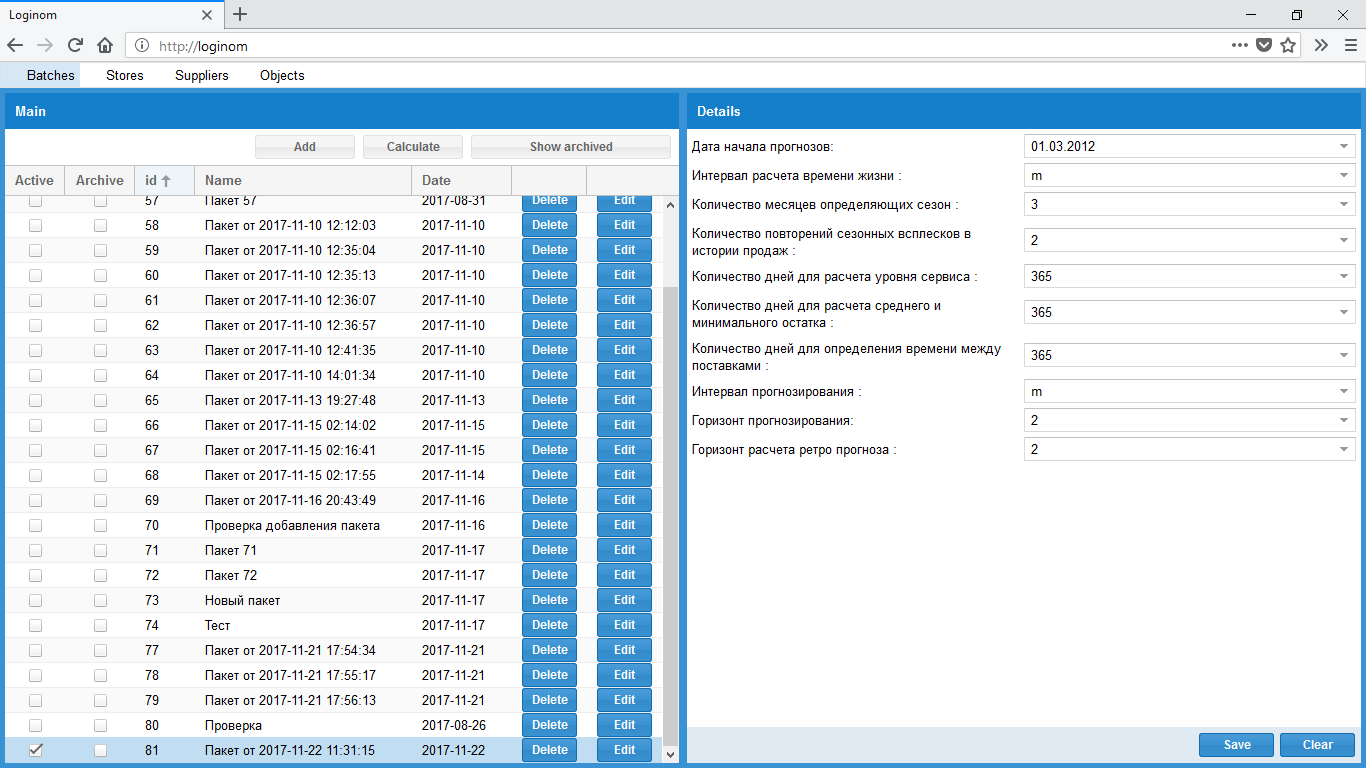 Loginom
http://loginom
Batches Stores Suppliers Objects
Main
Add Calculate Show archived
Active Archive id Name Date
57 Пакет 57 2017-08-31 Delete Edit
58 Пакет от 2017-11-10 12:12:03 2017-11-10 Delete Edit
59 Пакет от 2017-11-10 12:35:04 2017-11-10 Delete Edit
60 Пакет от 2017-11-10 12:35:13 2017-11-10 Delete Edit
61 Пакет от 2017-11-10 12:36:07 2017-11-10 Delete Edit
62 Пакет от 2017-11-10 12:36:57 2017-11-10 Delete Edit
63 Пакет от 2017-11-10 12:41:35 2017-11-10 Delete Edit
64 Пакет от 2017-11-10 14:01:34 2017-11-10 Delete Edit
65 Пакет от 2017-11-13 19:27:48 2017-11-13 Delete Edit
66 Пакет от 2017-11-15 02:14:02 2017-11-15 Delete Edit
67 Пакет от 2017-11-15 02:16:41 2017-11-15 Delete Edit
68 Пакет от 2017-11-15 02:17:55 2017-11-14 Delete Edit
69 Пакет от 2017-11-16 20:43:49 2017-11-16 Delete Edit
70 Проверка добавления пакета 2017-11-16 Delete Edit
71 Пакет 71 2017-11-17 Delete Edit
72 Пакет 72 2017-11-17 Delete Edit
73 Новый пакет 2017-11-17 Delete Edit
74 Тест 2017-11-17 Delete Edit
77 Пакет от 2017-11-21 17:54:34 2017-11-21 Delete Edit
78 Пакет от 2017-11-21 17:55:17 2017-11-21 Delete Edit
79 Пакет от 2017-11-21 17:56:13 2017-11-21 Delete Edit
80 Проверка 2017-08-26 Delete Edit
81 Пакет от 2017-11-22 11:31:15 2017-11-22 Delete Edit
Details
Дата начала прогнозов: 01.03.2012
Интервал расчета времени жизни : m
Количество месяцев определяющих сезон : 3
Количество повторений сезонных всплесков в
истории продаж : 2
Количество дней для расчета уровня сервиса : 365
Количество дней для расчета среднего и
минимального остатка : 365
Количество дней для определения времени между
поставками : 365
Интервал прогнозирования : m
Горизонт прогнозирования: 2
Горизонт расчета ретро прогноза : 2
Save Clear